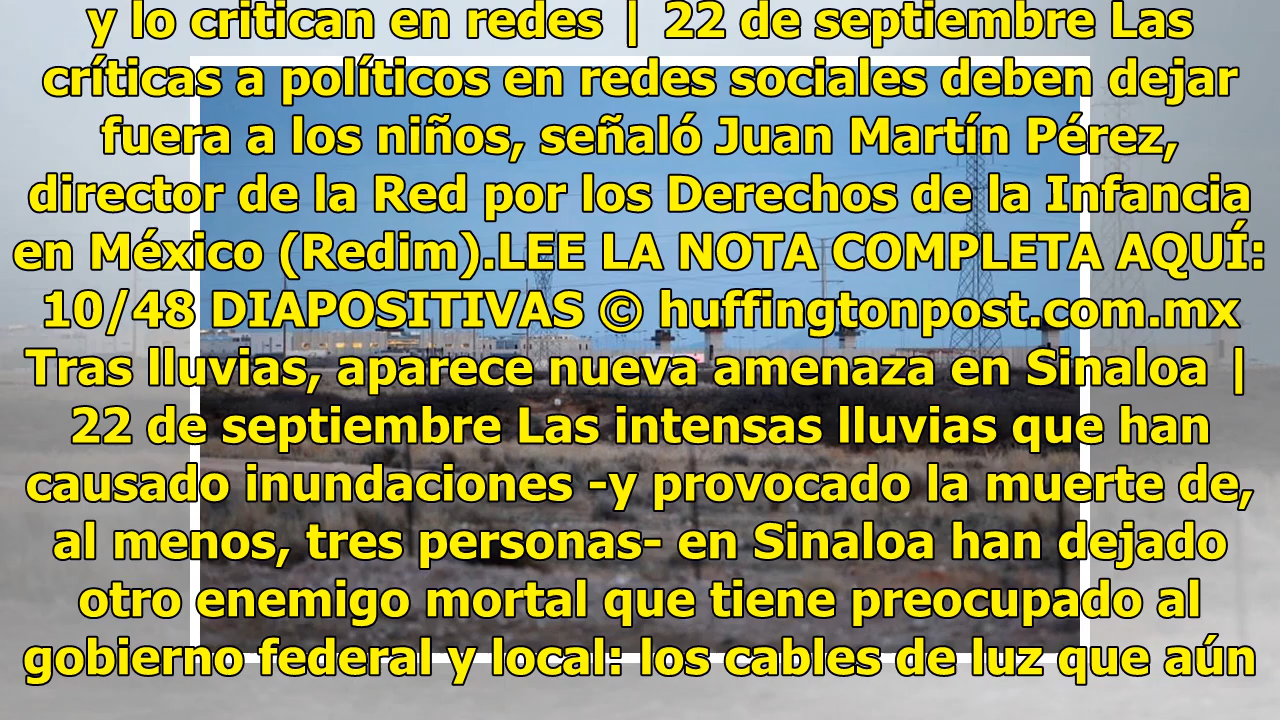 y lo critican en redes | 22 de septiembre Las
críticas a políticos en redes sociales deben dejar
fuera a los niños, señaló Juan Martín Pérez,
director de la Red por los Derechos de la Infancia
en México (Redim).LEE LA NOTA COMPLETA AQUÍ:
10/48 DIAPOSITIVAS © huffingtonpost.com.mx
Tras lluvias, aparece nueva amenaza en Sinaloa |
22 de septiembre Las intensas lluvias que han
causado inundaciones -y provocado la muerte de,
al menos, tres personas- en Sinaloa han dejado
otro enemigo mortal que tiene preocupado al
gobierno federal y local: los cables de luz que aún